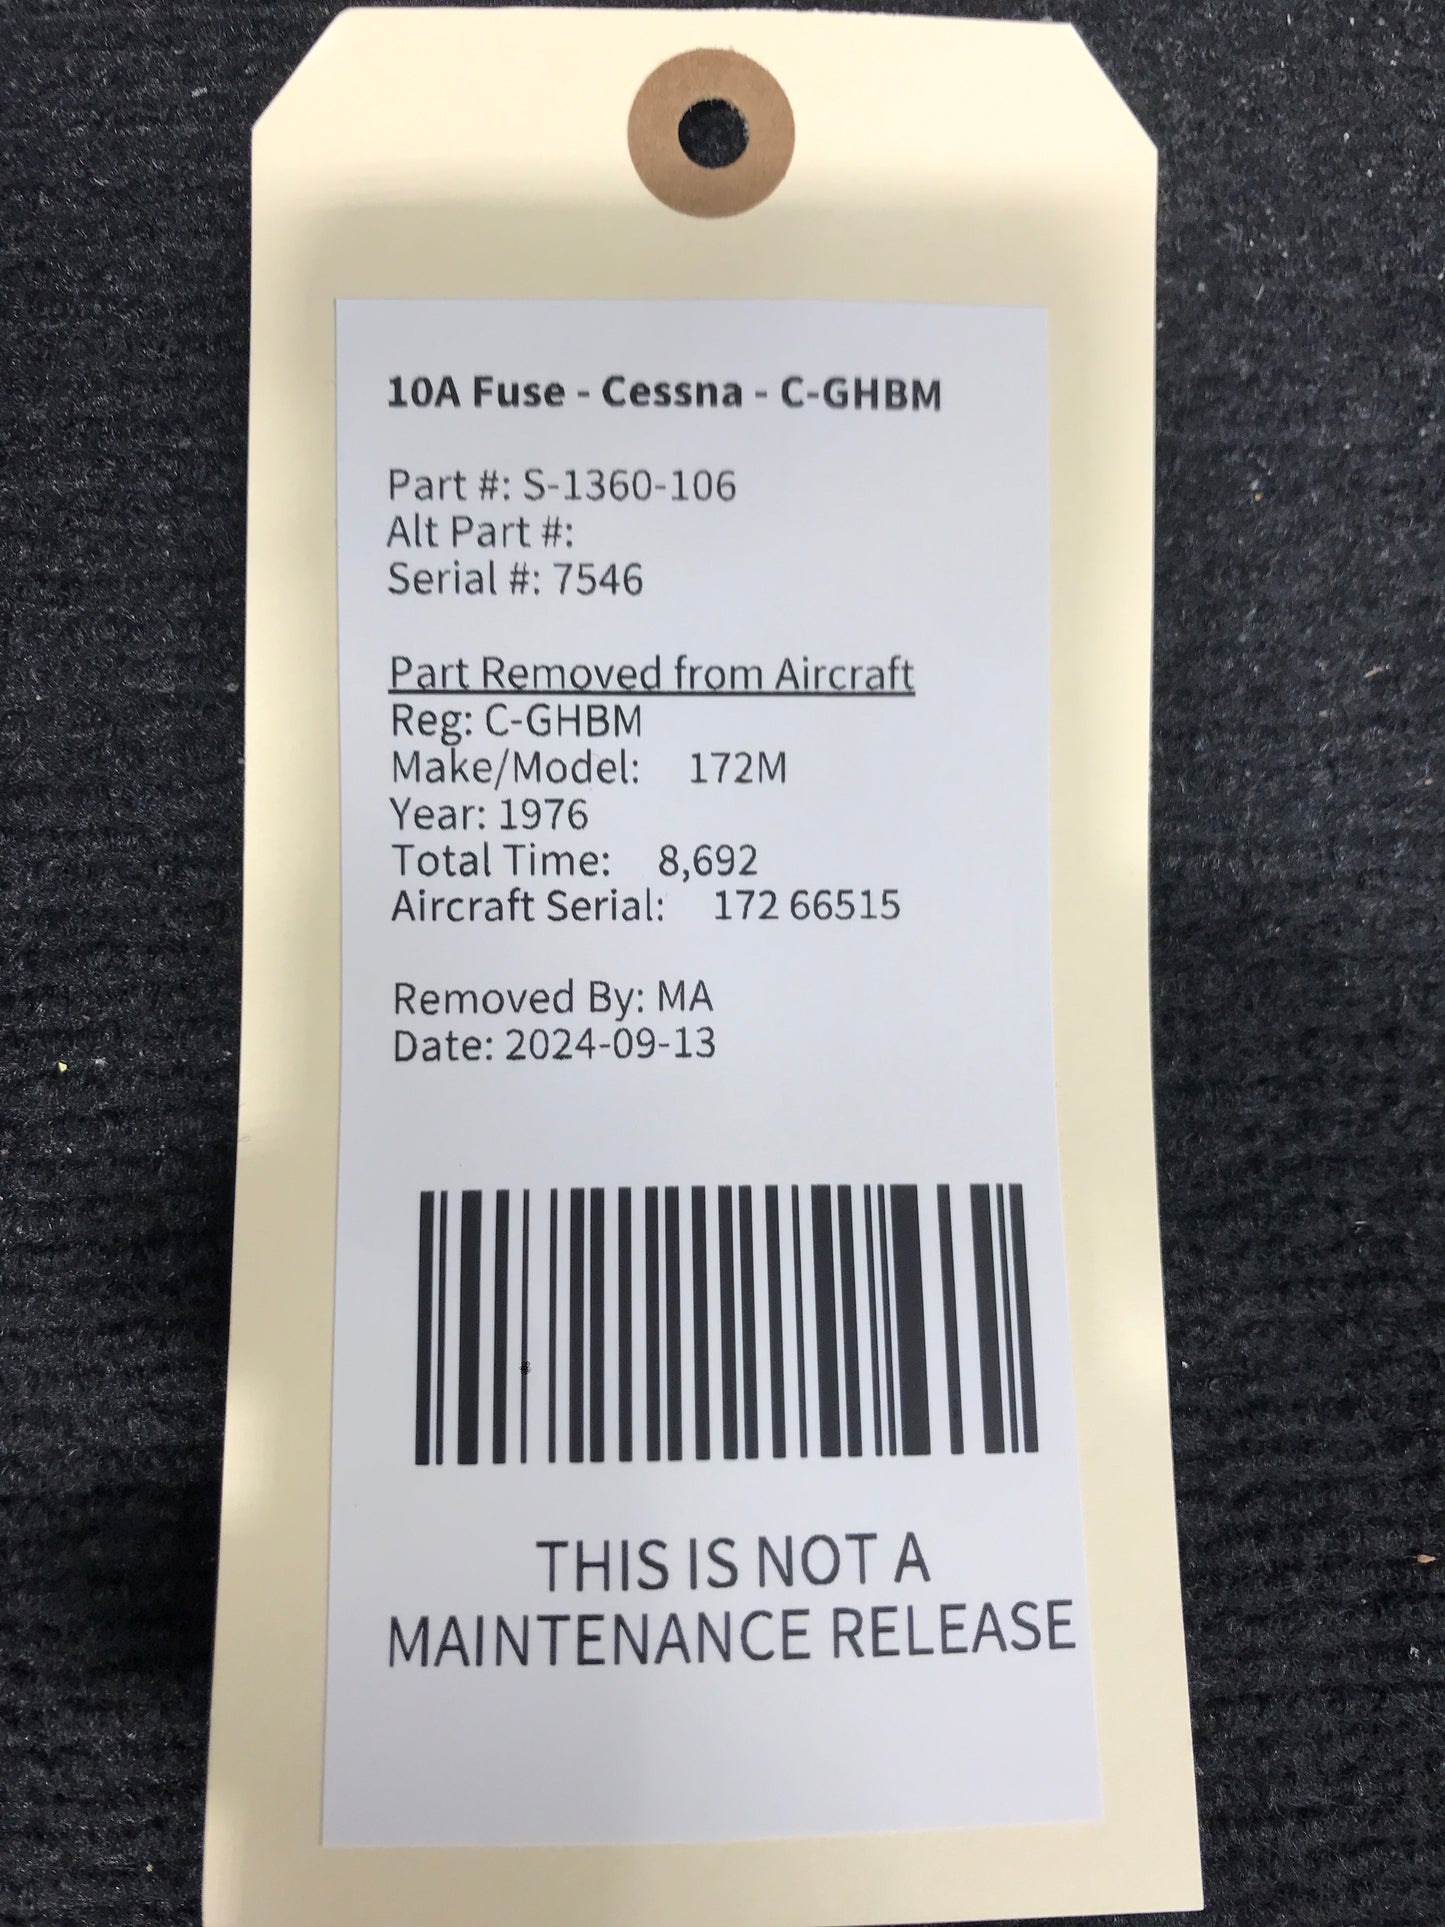 10A Fuse - Cessna - C-GHBM
Part #: S-1360-106
Alt Part #:
Serial #: 7546
Part Removed from Aircraft
Reg: C-GHBM
Make/Model: 172M
Year: 1976
Total Time: 8,692
Aircraft Serial: 172 66515
Removed By: MA
Date: 2024-09-13
THIS IS NOT A
MAINTENANCE RELEASE